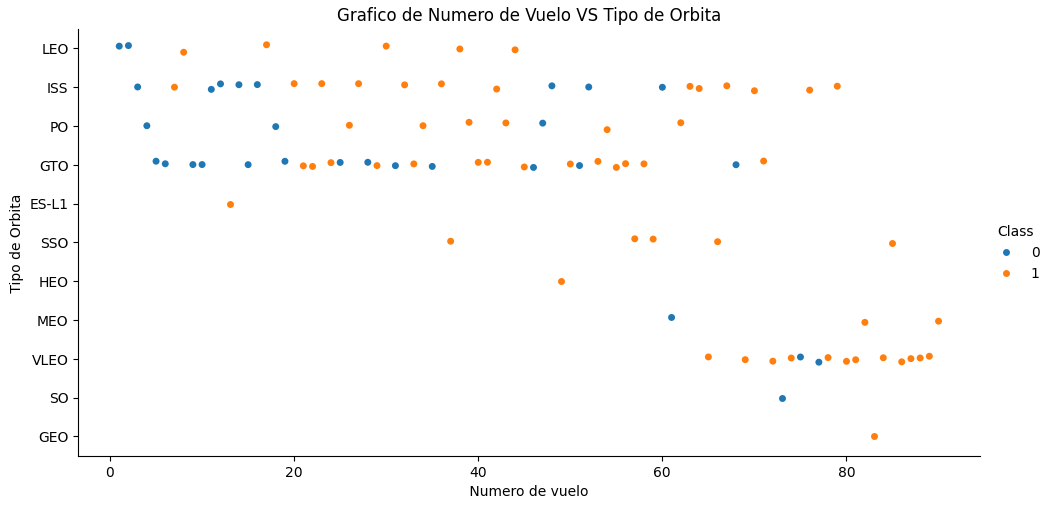 Grafico de Numero de Vuelo VS Tipo de Orbita
Tipo de Orbita
LEO
ISS
PO
GTO
ES-L1
SSO
HEO
MEO
VLEO
SO
GEO
0 20 40 60 80
Numero de vuelo
Class
0
1